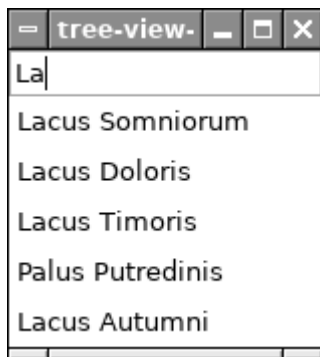 tree-view-
La
Lacus Somniorum
Lacus Doloris
Lacus Timoris
Palus Putredinis
Lacus Autumni